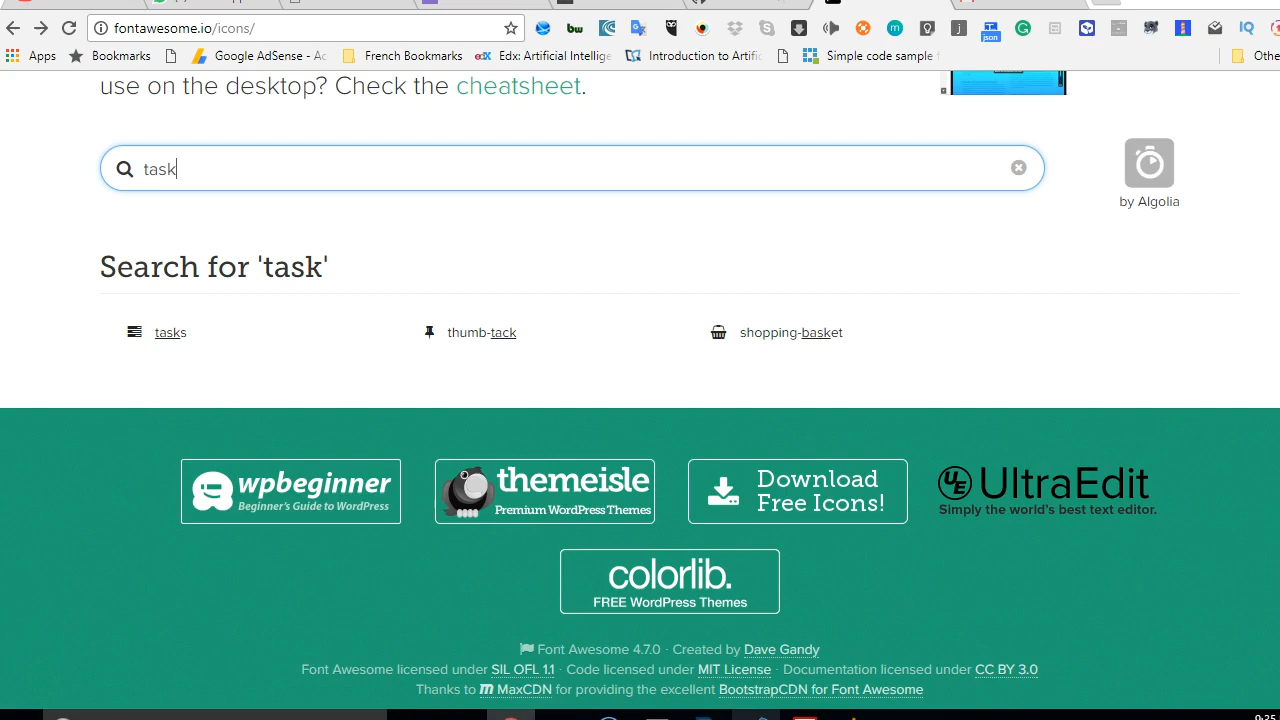 fontawesome.io/icons/
Apps Bookmarks Google AdSense - Ac French Bookmarks edX Edx: Artificial Intellige Introduction to Artific Simple code sample f Othe
use on the desktop? Check the cheatsheet.
task
by Algolia
Search for 'task'
tasks thumb-tack shopping-basket
wpbeginner
Beginner's Guide to WordPress
themeisle
Premium WordPress Themes
Download
Free Icons!
UE UltraEdit
Simply the world's best text editor.
colorlib.
FREE WordPress Themes
Font Awesome 4.7.0 · Created by Dave Gandy
Font Awesome licensed under SIL OFL 1.1 · Code licensed under MIT License · Documentation licensed under CC BY 3.0
Thanks to MaxCDN for providing the excellent BootstrapCDN for Font Awesome